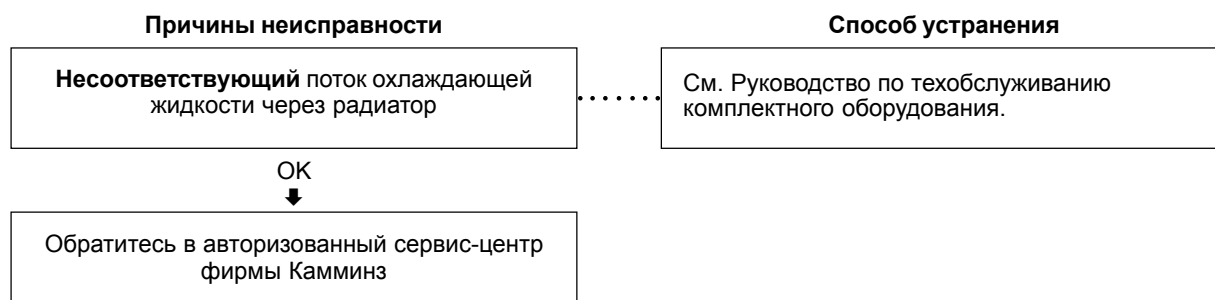 Причины неисправности
Способ устранения
Несоответствующий поток охлаждающей
жидкости через радиатор
См. Руководство по техобслуживанию
комплектного оборудования.
OK
Обратитесь в авторизованный сервис-центр
фирмы Камминз